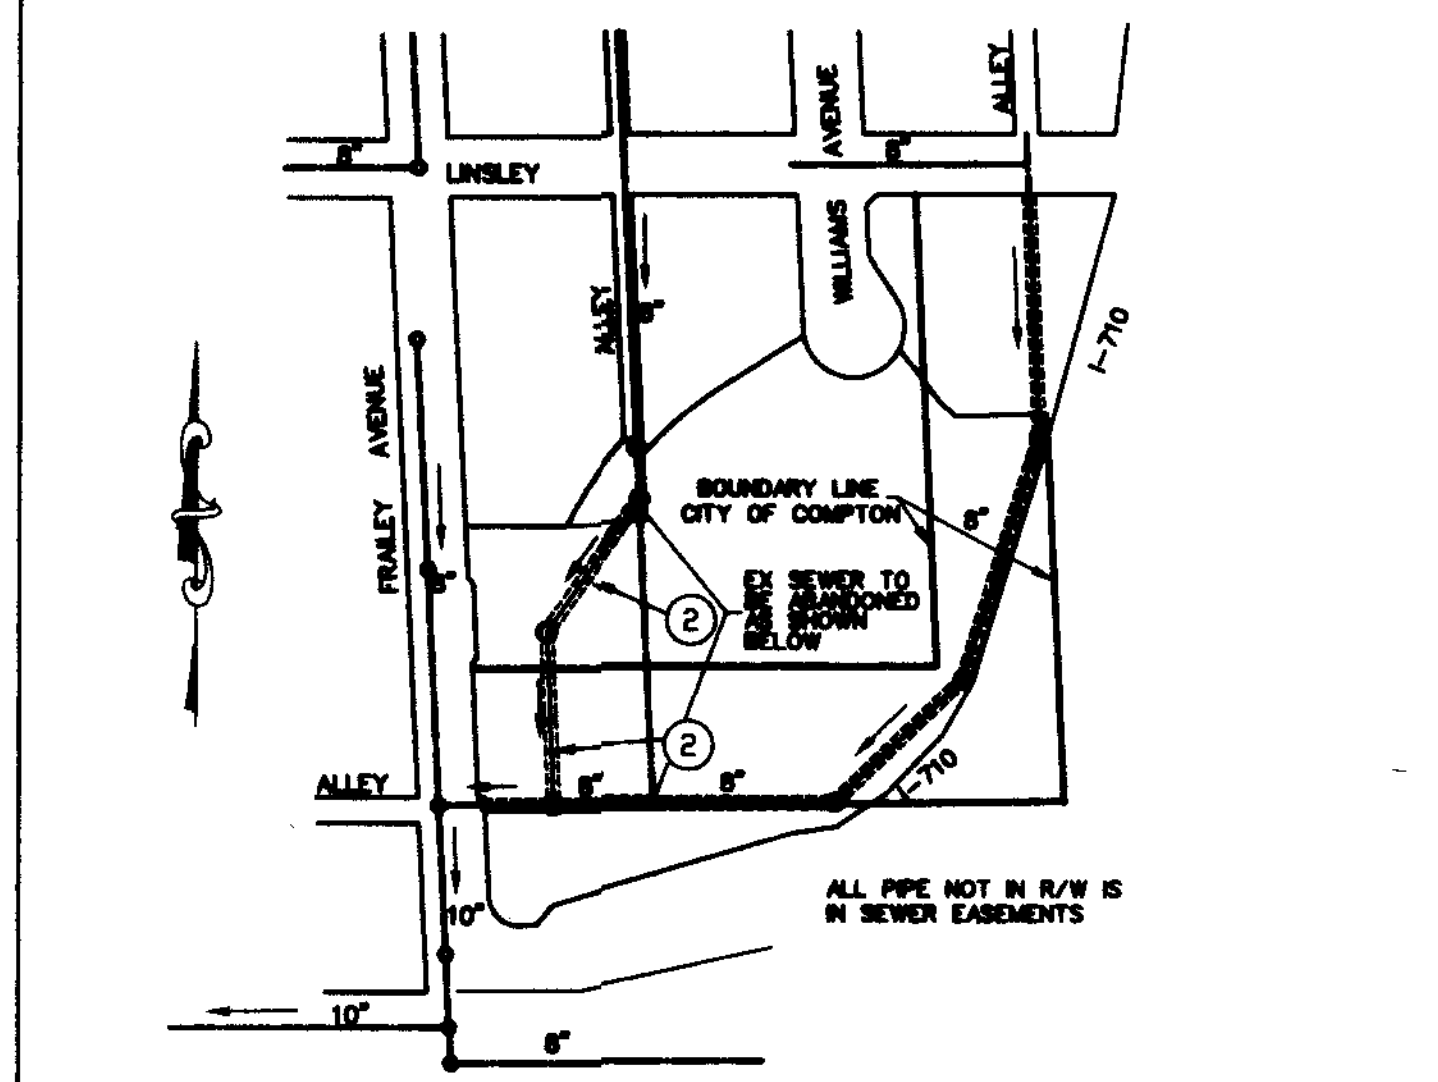 AVENUE
ALLEY
8"
8"
LINSLEY
WILLIAMS
ALLEY
8"
I-710
FRAILEY AVENUE
BOUNDARY LINE
CITY OF COMPTON
8"
8"
EX SEWER TO
BE ABANDONED
AS SHOWN
BELOW
2
2
ALLEY
8"
8"
I-710
ALL PIPE NOT IN R/W IS
IN SEWER EASEMENTS
10"
10"
8"